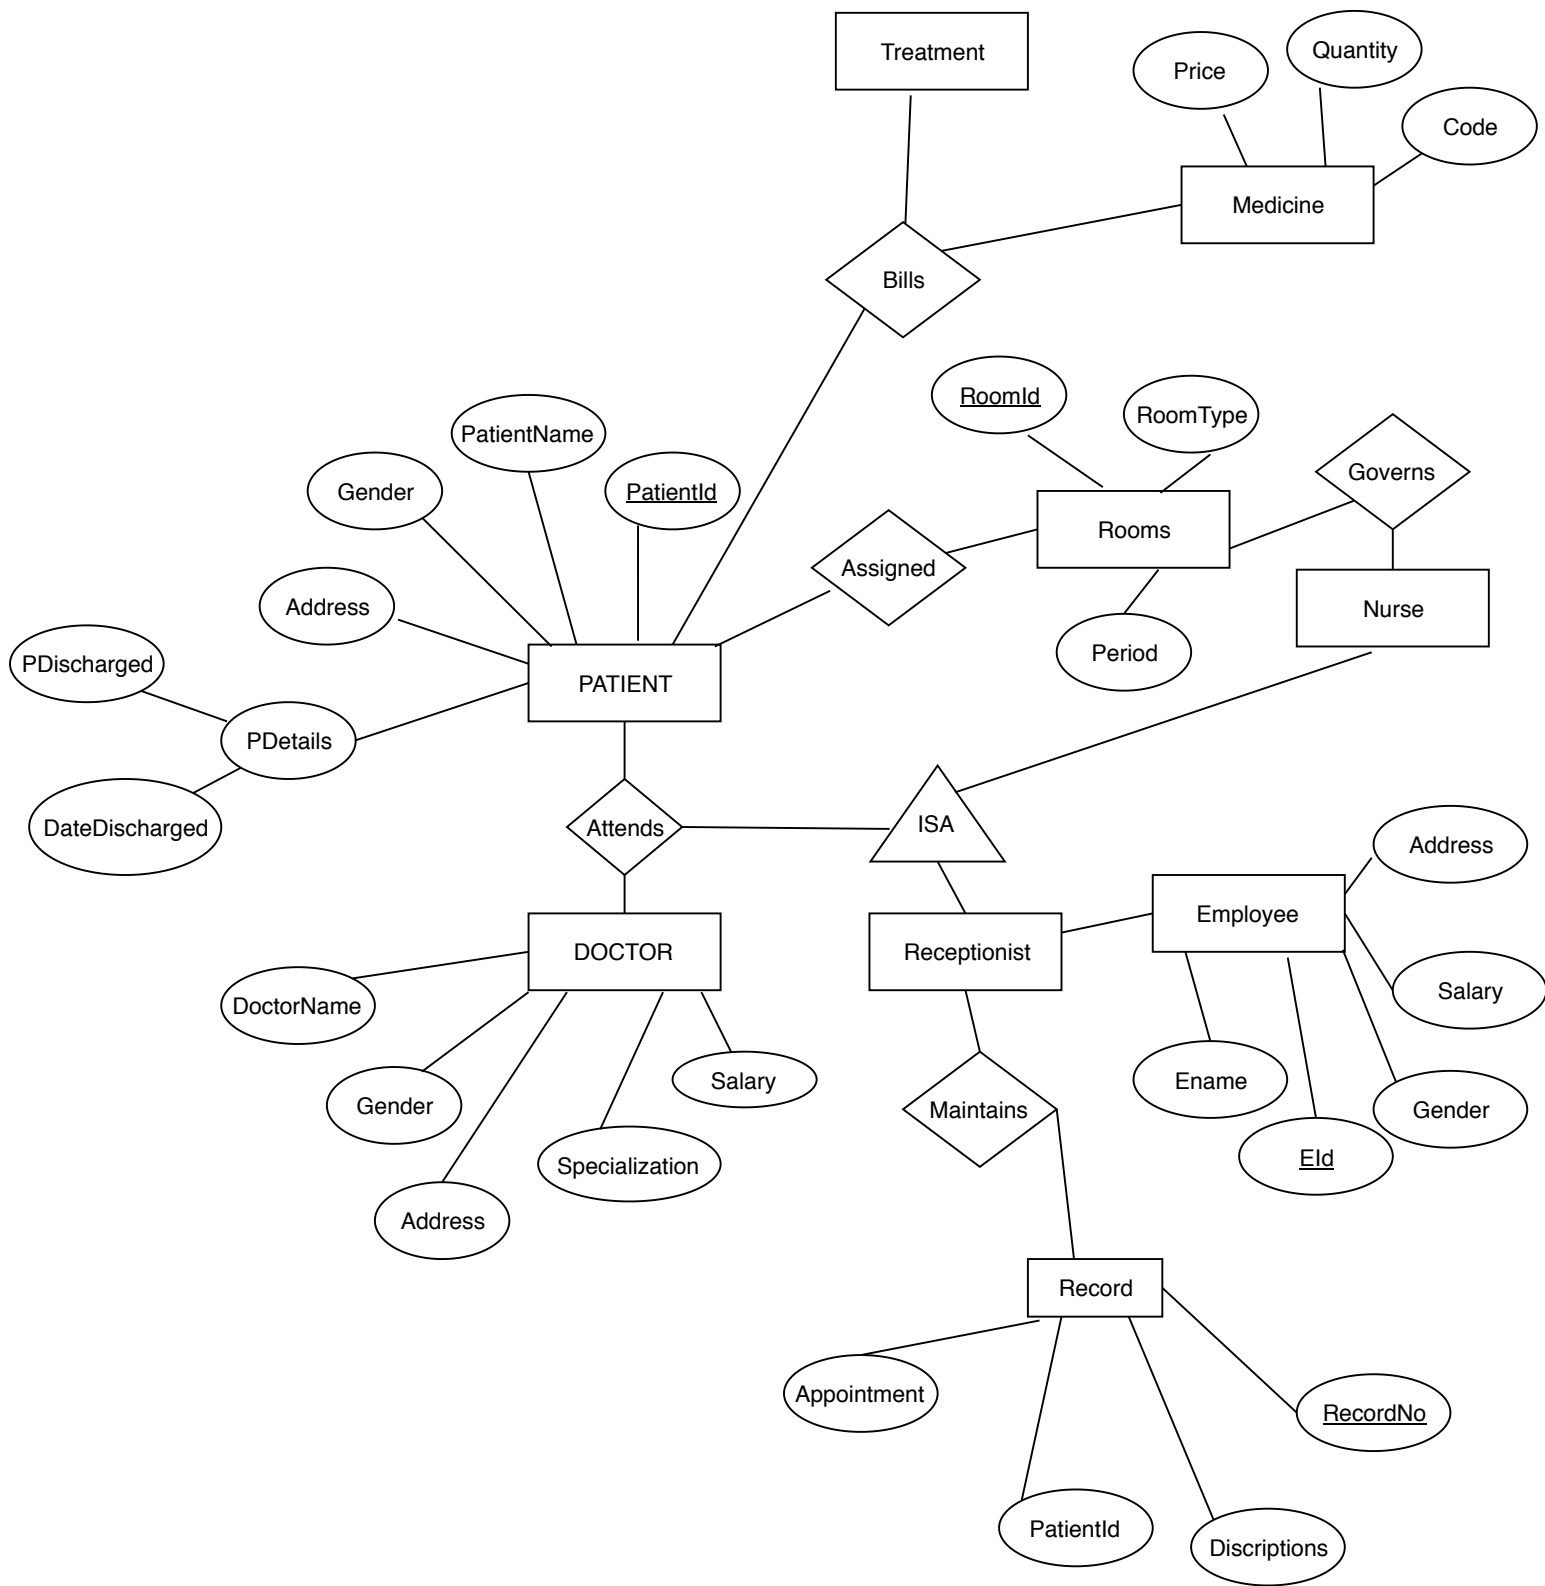 Treatment
Price
Quantity
Code
Medicine
Bills
RoomId
RoomType
PatientName
Gender
PatientId
Governs
Rooms
Assigned
Address
Nurse
PDischarged
Period
PATIENT
PDetails
DateDischarged
Attends
ISA
Address
Employee
DOCTOR
Receptionist
Salary
DoctorName
Ename
Salary
Gender
Maintains
Gender
EId
Specialization
Address
Record
Appointment
RecordNo
PatientId
Discriptions